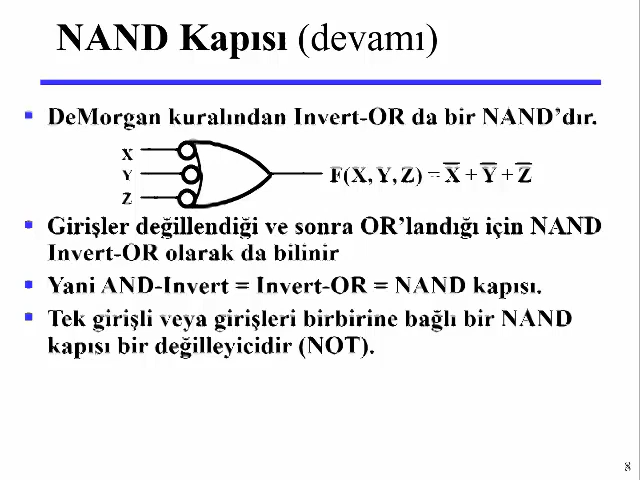 NAND Kapısı (devamı)
DeMorgan kuralından Invert-OR da bir NAND'dır.
X
Y
Z
F(X, Y, Z) = X̅ + Y̅ + Z̅
Girişler değillendiği ve sonra OR'landığı için NAND
Invert-OR olarak da bilinir
Yani AND-Invert = Invert-OR = NAND kapısı.
Tek girişli veya girişleri birbirine bağlı bir NAND
kapısı bir değilleyicidir (NOT).
8